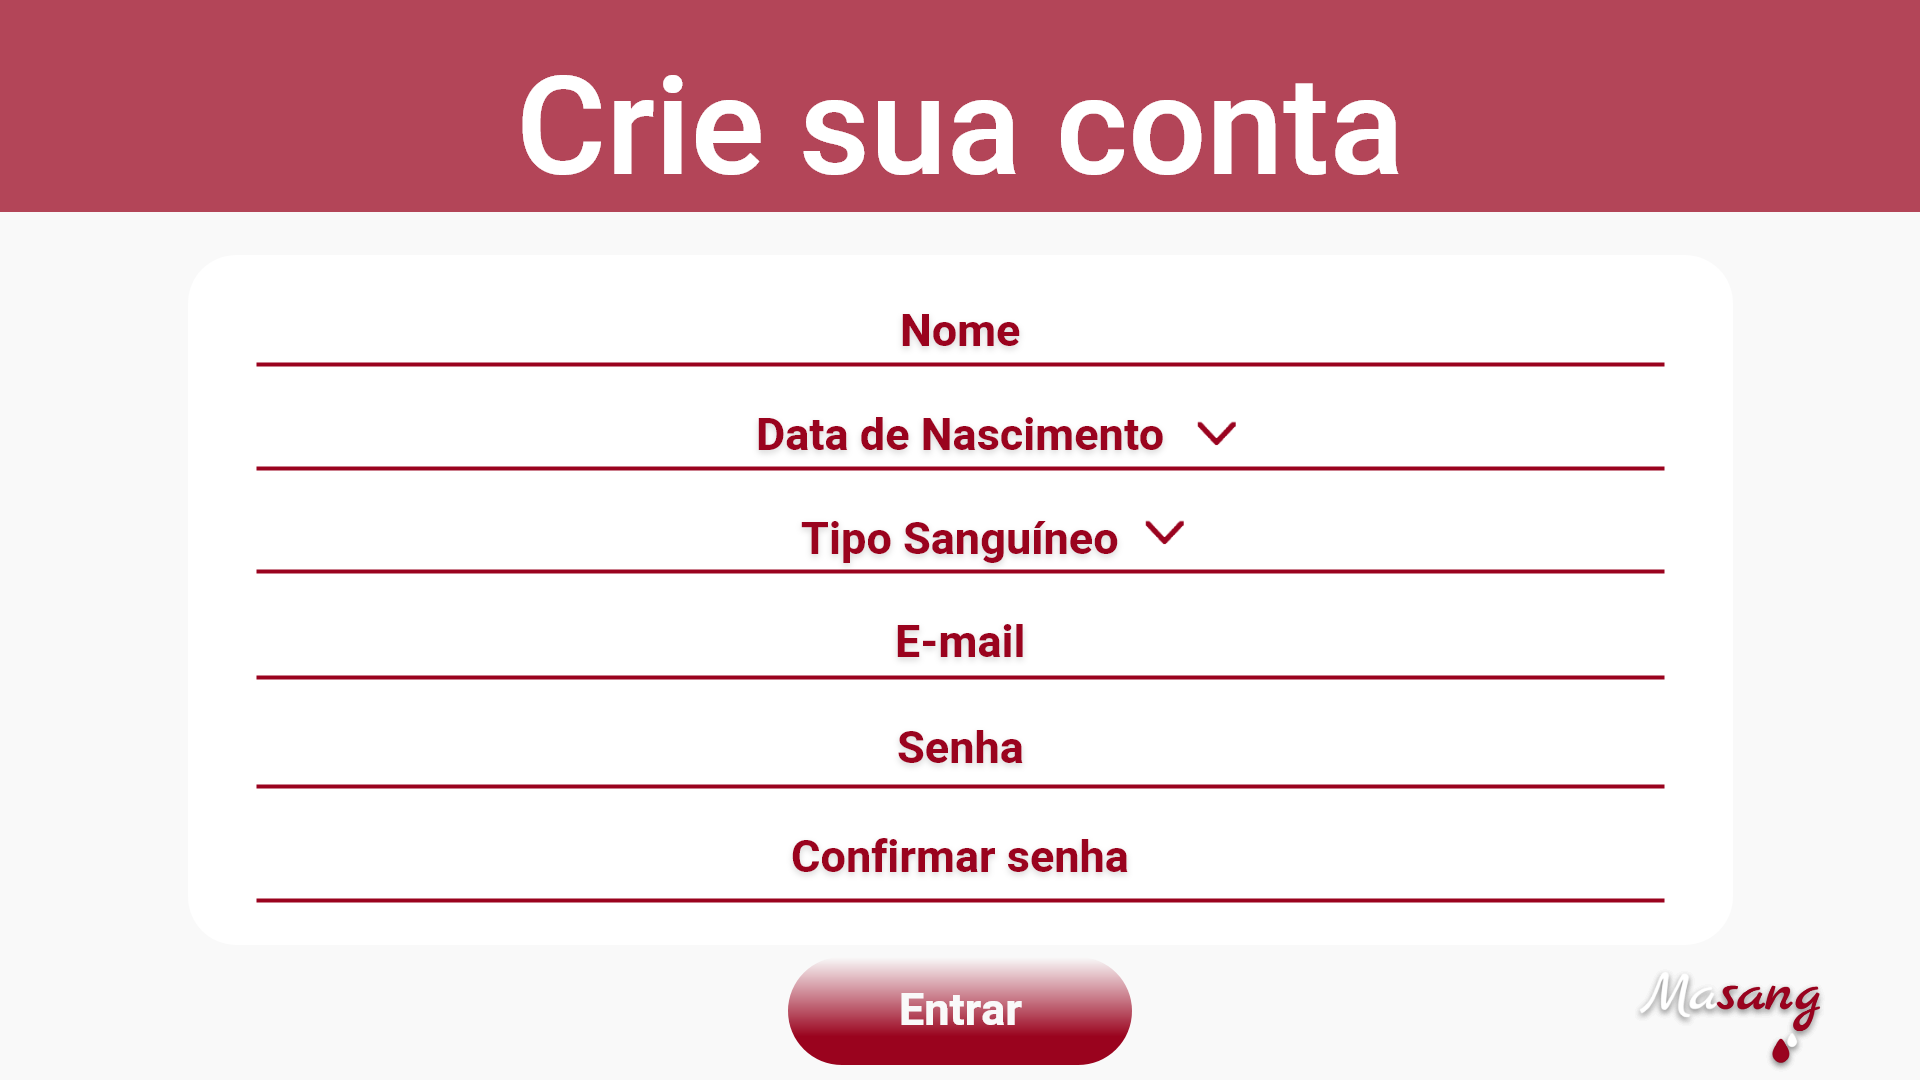 Crie sua conta
Nome
Data de Nascimento
Tipo Sanguíneo
E-mail
Senha
Confirmar senha
Entrar
Masang